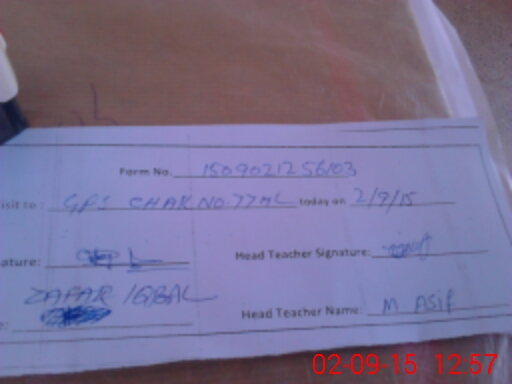 Form No. 1509021256103
isit to : GPS CHAK NO. 77 ML today on 2/9/15
ature: Head Teacher Signature:
ZAFAR IQBAL
e: Head Teacher Name: M. ASIF
02-09-15 12:57